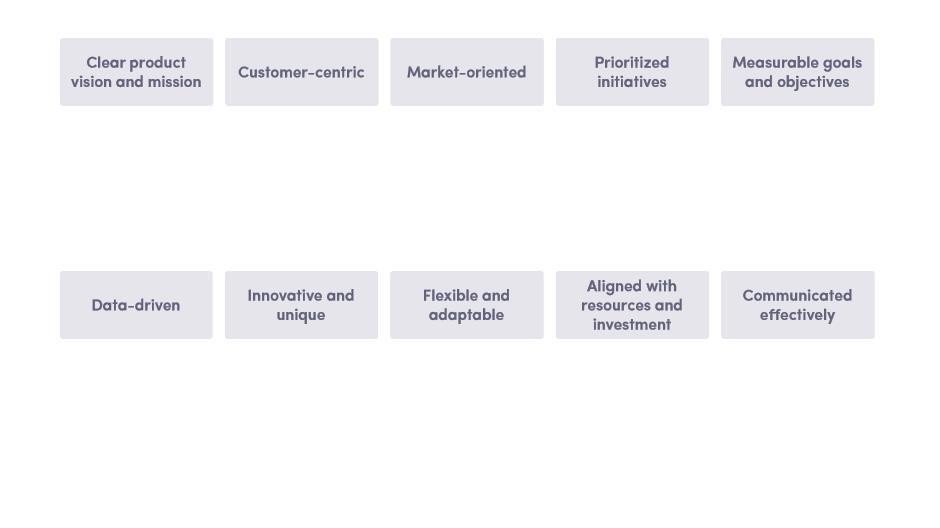 Clear product
vision and mission
Customer-centric
Market-oriented
Prioritized
initiatives
Measurable goals
and objectives
Data-driven
Innovative and
unique
Flexible and
adaptable
Aligned with
resources and
investment
Communicated
effectively